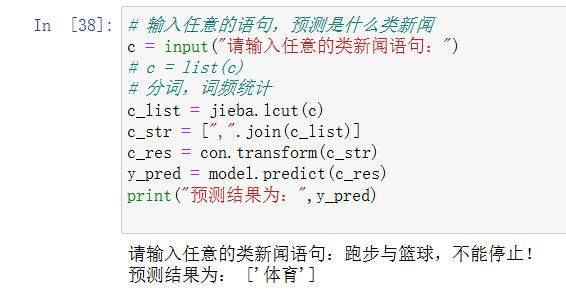 In [38]: # 输入任意的语句，预测是什么类新闻
c = input("请输入任意的类新闻语句：")
# c = list(c)
# 分词，词频统计
c_list = jieba.lcut(c)
c_str = [",".join(c_list)]
c_res = con.transform(c_str)
y_pred = model.predict(c_res)
print("预测结果为：",y_pred)
请输入任意的类新闻语句：跑步与篮球，不能停止！
预测结果为： ['体育']